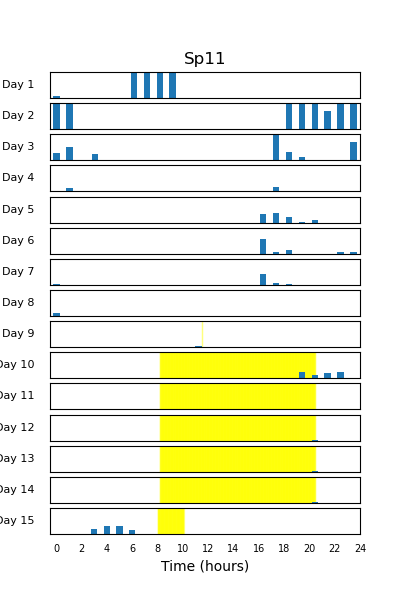 Sp11
Day 1
Day 2
Day 3
Day 4
Day 5
Day 6
Day 7
Day 8
Day 9
Day 10
Day 11
Day 12
Day 13
Day 14
Day 15
0 2 4 6 8 10 12 14 16 18 20 22 24
Time (hours)